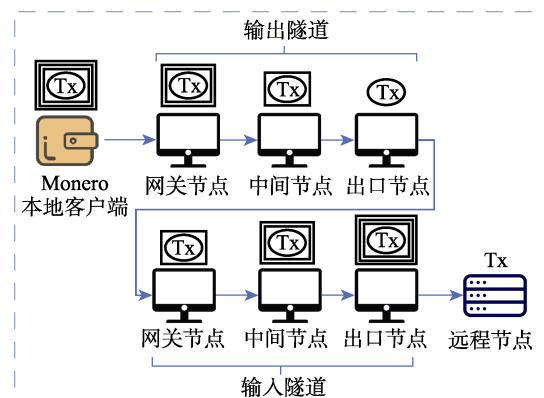 输出隧道
Tx
Tx
Tx
Tx
Monero
本地客户端
网关节点
中间节点
出口节点
Tx
Tx
Tx
Tx
网关节点
中间节点
出口节点
远程节点
输入隧道